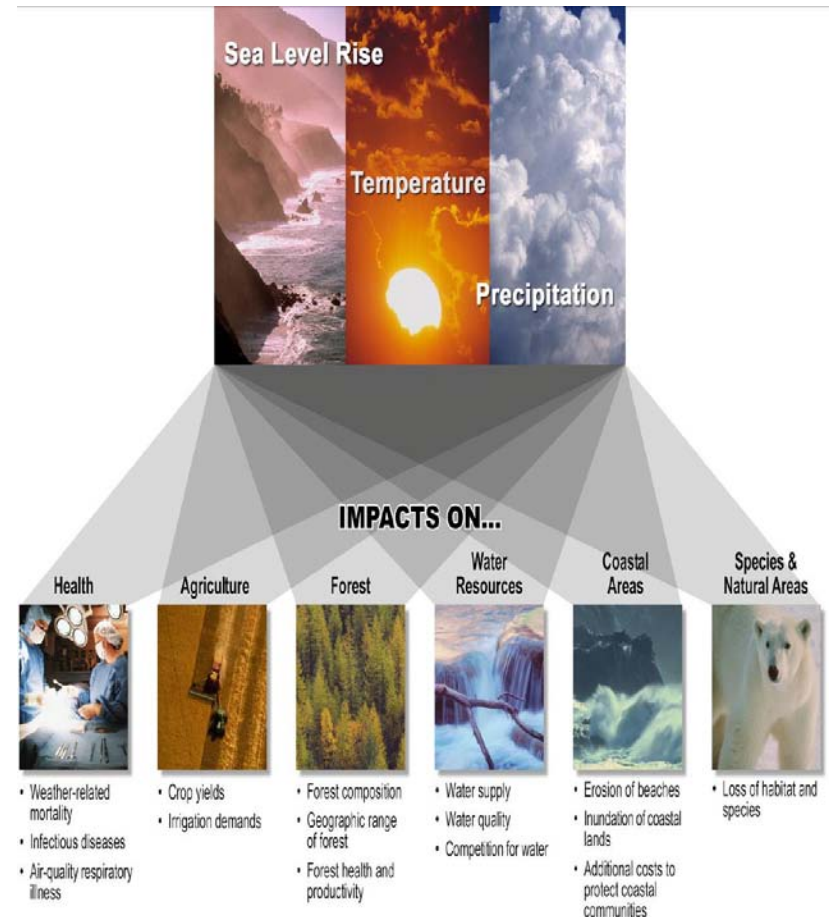 Sea Level Rise
Temperature
Precipitation
IMPACTS ON...
Health
Agriculture
Forest
Water
Resources
Coastal
Areas
Species &
Natural Areas
• Weather-related
mortality
• Infectious diseases
• Air-quality respiratory
illness
• Crop yields
• Irrigation demands
• Forest composition
• Geographic range
of forest
• Forest health and
productivity
• Water supply
• Water quality
• Competition for water
• Erosion of beaches
• Inundation of coastal
lands
• Additional costs to
protect coastal
communities
• Loss of habitat and
species